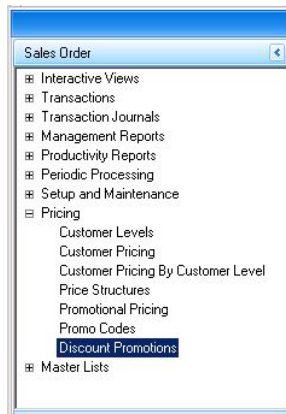 Sales Order
Interactive Views
Transactions
Transaction Journals
Management Reports
Productivity Reports
Periodic Processing
Setup and Maintenance
Pricing
Customer Levels
Customer Pricing
Customer Pricing By Customer Level
Price Structures
Promotional Pricing
Promo Codes
Discount Promotions
Master Lists